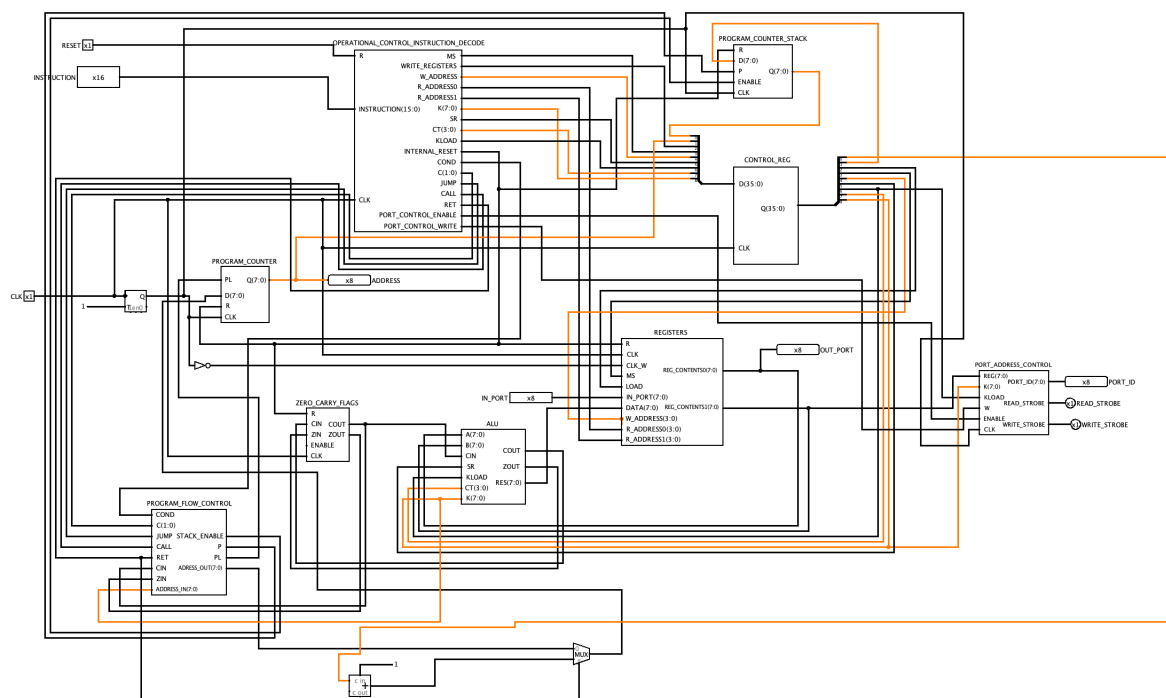 RESET x1
INSTRUCTION x16
OPERATIONAL_CONTROL_INSTRUCTION_DECODE
R
INSTRUCTION(15:0)
CLK
MS
WRITE_REGISTERS
W_ADDRESS
R_ADDRESS0
R_ADDRESS1
K(7:0)
SR
CT(3:0)
KLOAD
INTERNAL_RESET
COND
C(1:0)
JUMP
CALL
RET
PORT_CONTROL_ENABLE
PORT_CONTROL_WRITE
PROGRAM_COUNTER_STACK
R
D(7:0)
P
ENABLE
CLK
Q(7:0)
CONTROL_REG
D(35:0)
Q(35:0)
CLK
CLK x1
1
Q
PROGRAM_COUNTER
PL
D(7:0)
R
CLK
Q(7:0)
x8 ADDRESS
REGISTERS
R
CLK
CLK_W
MS
LOAD
IN_PORT(7:0)
DATA(7:0)
W_ADDRESS(3:0)
R_ADDRESS0(3:0)
R_ADDRESS1(3:0)
REG_CONTENTS0(7:0)
REG_CONTENTS1(7:0)
x8 OUT_PORT
IN_PORT x8
PORT_ADDRESS_CONTROL
REG(7:0)
K(7:0)
KLOAD
W
ENABLE
CLK
PORT_ID(7:0)
READ_STROBE
WRITE_STROBE
x8 PORT_ID
x1 READ_STROBE
x1 WRITE_STROBE
ZERO_CARRY_FLAGS
R
CIN
ZIN
ENABLE
CLK
COUT
ZOUT
ALU
A(7:0)
B(7:0)
CIN
SR
KLOAD
CT(3:0)
K(7:0)
COUT
ZOUT
RES(7:0)
PROGRAM_FLOW_CONTROL
COND
C(1:0)
JUMP
CALL
RET
CIN
ZIN
ADDRESS_IN(7:0)
STACK_ENABLE
P
PL
ADRESS_OUT(7:0)
MUX
1
c in
+
c out